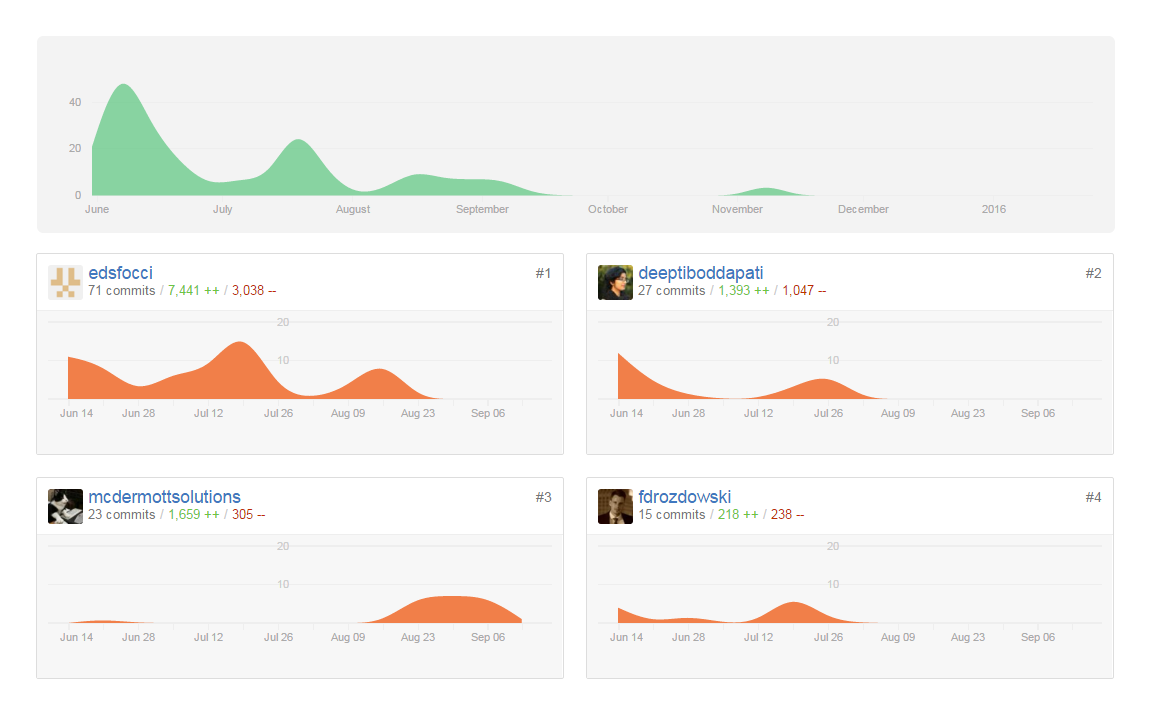 40
20
0
June July August September October November December 2016
edsfocci #1
71 commits / 7,441 ++ / 3,038 --
20
10
Jun 14 Jun 28 Jul 12 Jul 26 Aug 09 Aug 23 Sep 06
deeptiboddapati #2
27 commits / 1,393 ++ / 1,047 --
20
10
Jun 14 Jun 28 Jul 12 Jul 26 Aug 09 Aug 23 Sep 06
mcdermottsolutions #3
23 commits / 1,659 ++ / 305 --
20
10
Jun 14 Jun 28 Jul 12 Jul 26 Aug 09 Aug 23 Sep 06
fdrozdowski #4
15 commits / 218 ++ / 238 --
20
10
Jun 14 Jun 28 Jul 12 Jul 26 Aug 09 Aug 23 Sep 06